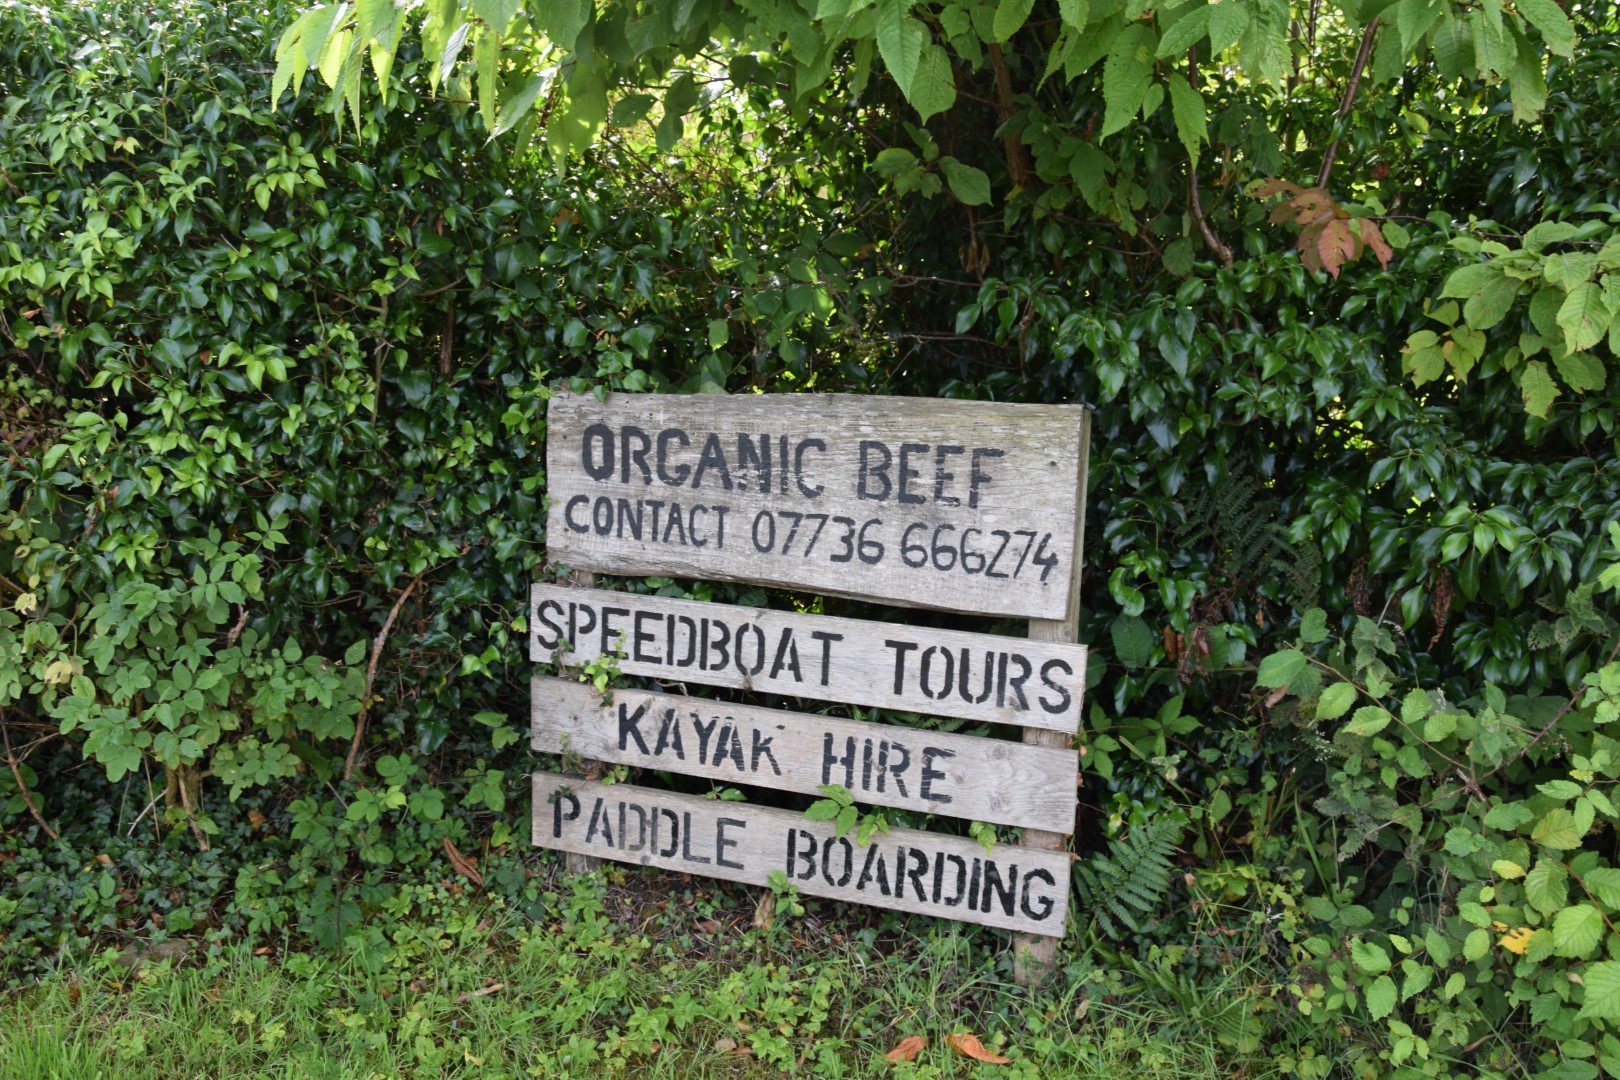 ORGANIC BEEF
CONTACT 07736 666274
SPEEDBOAT TOURS
KAYAK HIRE
PADDLE BOARDING